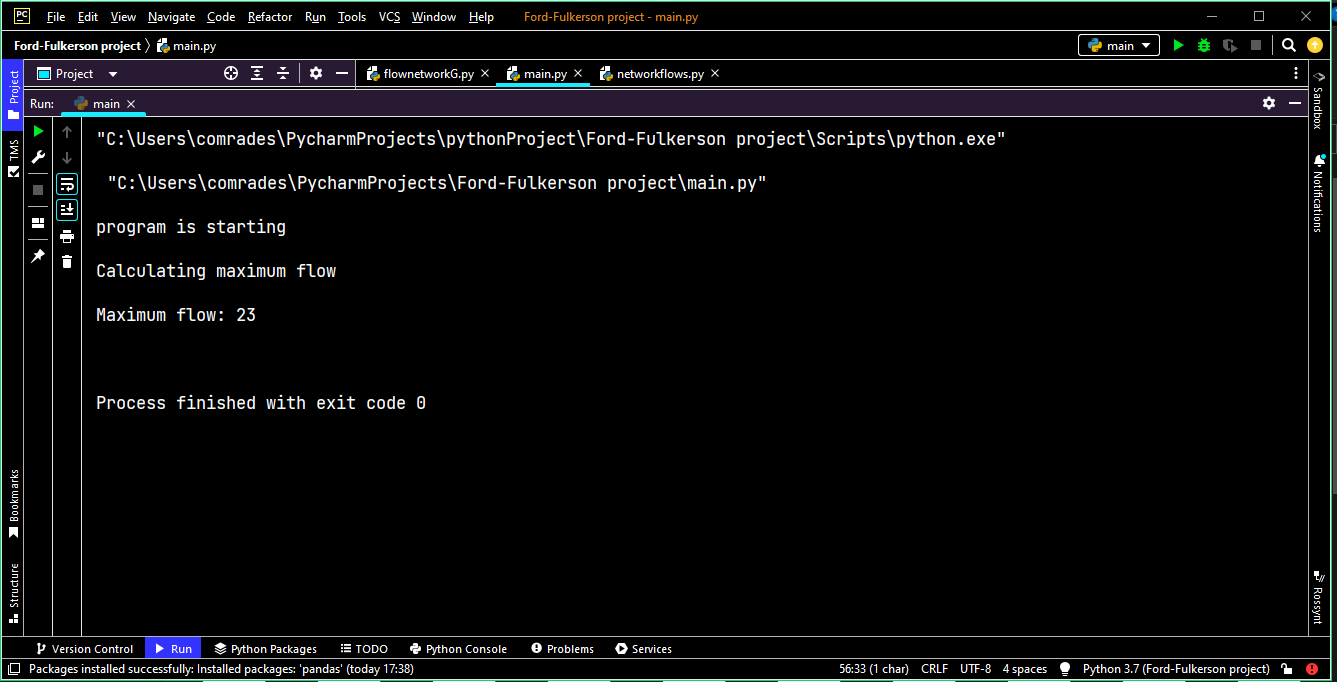 PC File Edit View Navigate Code Refactor Run Tools VCS Window Help Ford-Fulkerson project - main.py
Ford-Fulkerson project main.py main
Project flownetworkG.py main.py networkflows.py
Run: main
"C:\Users\comrades\PycharmProjects\pythonProject\Ford-Fulkerson project\Scripts\python.exe"
"C:\Users\comrades\PycharmProjects\Ford-Fulkerson project\main.py"
program is starting
Calculating maximum flow
Maximum flow: 23
Process finished with exit code 0
Project
TMS
Bookmarks
Structure
Sandbox
Notifications
Rossynt
Version Control Run Python Packages TODO Python Console Problems Services
Packages installed successfully: Installed packages: 'pandas' (today 17:38) 56:33 (1 char) CRLF UTF-8 4 spaces Python 3.7 (Ford-Fulkerson project)